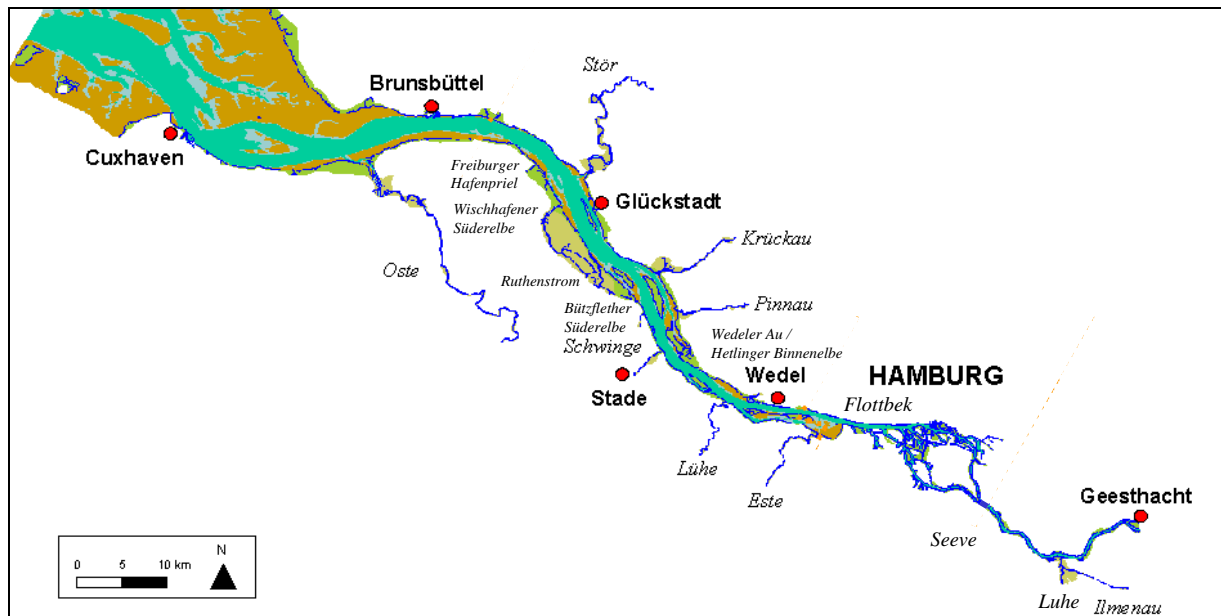 Stör
Brunsbüttel
Cuxhaven
Freiburger
Hafenpriel
Glückstadt
Wischhafener
Süderelbe
Krückau
Oste
Ruthenstrom
Pinnau
Bützflether
Süderelbe
Schwinge
Wedeler Au /
Hetlinger Binnenelbe
Stade
Wedel
HAMBURG
Flottbek
Lühe
Este
Geesthacht
Seeve
Luhe
Ilmenau
N
0 5 10 km